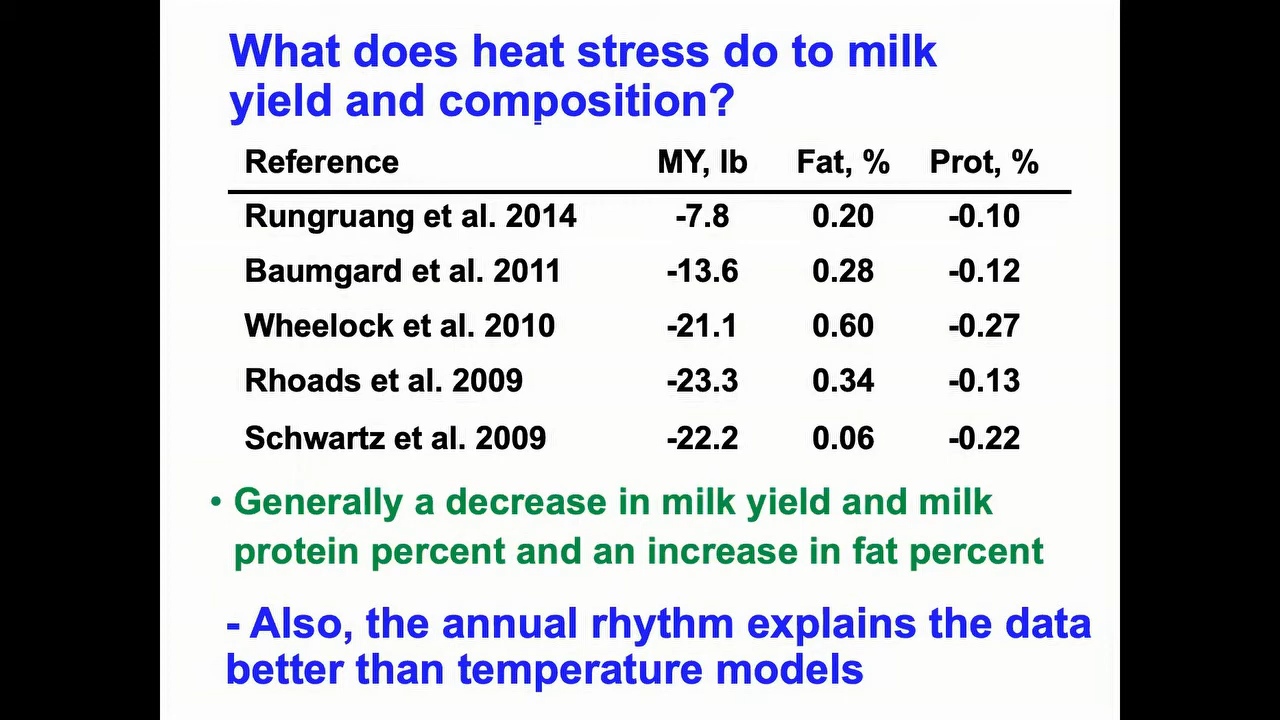 What does heat stress do to milk
yield and composition?
Reference MY, lb Fat, % Prot, %
Rungruang et al. 2014 -7.8 0.20 -0.10
Baumgard et al. 2011 -13.6 0.28 -0.12
Wheelock et al. 2010 -21.1 0.60 -0.27
Rhoads et al. 2009 -23.3 0.34 -0.13
Schwartz et al. 2009 -22.2 0.06 -0.22
• Generally a decrease in milk yield and milk
protein percent and an increase in fat percent
- Also, the annual rhythm explains the data
better than temperature models